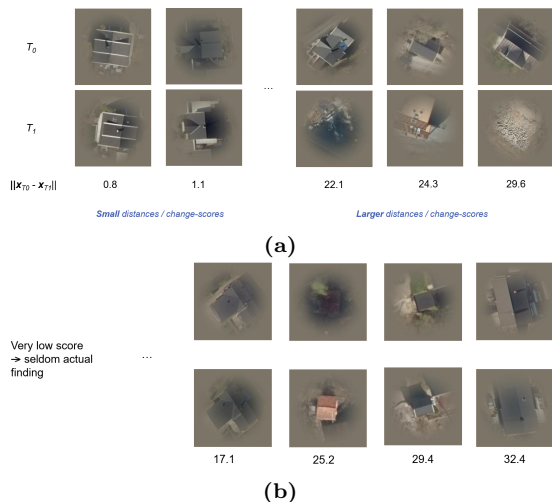 T0
T1
...
||xT0 - xT1||
0.8
1.1
22.1
24.3
29.6
Small distances / change-scores
Larger distances / change-scores
(a)
Very low score
→ seldom actual
finding
...
17.1
25.2
29.4
32.4
(b)